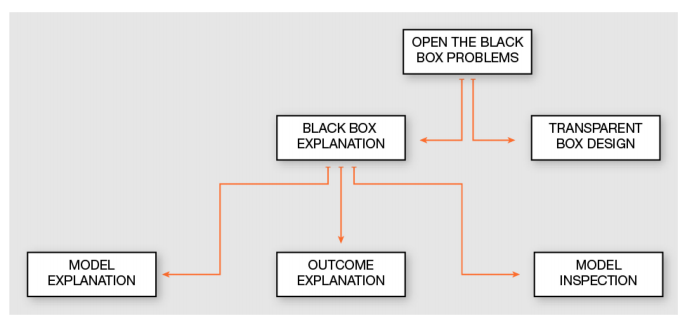 OPEN THE BLACK
BOX PROBLEMS
BLACK BOX
EXPLANATION
TRANSPARENT
BOX DESIGN
MODEL
EXPLANATION
OUTCOME
EXPLANATION
MODEL
INSPECTION